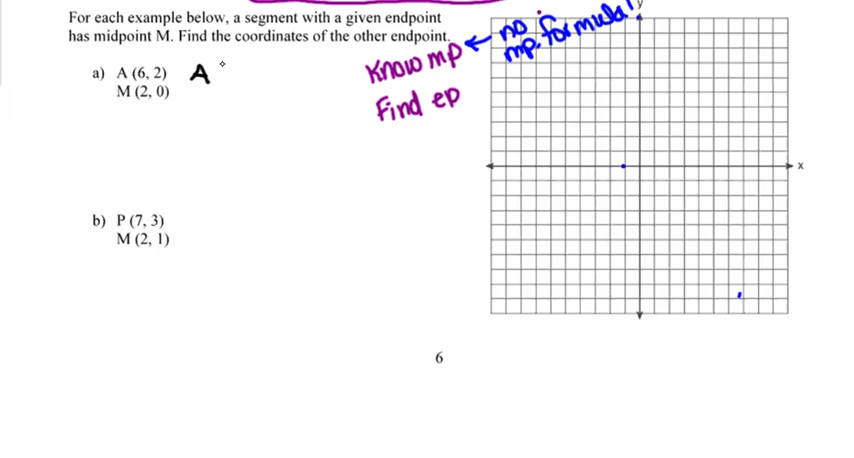 For each example below, a segment with a given endpoint
has midpoint M. Find the coordinates of the other endpoint.
Know mp ← no
mp. formula!
Find ep
a) A (6, 2) A
M (2, 0)
b) P (7, 3)
M (2, 1)
y
x
6